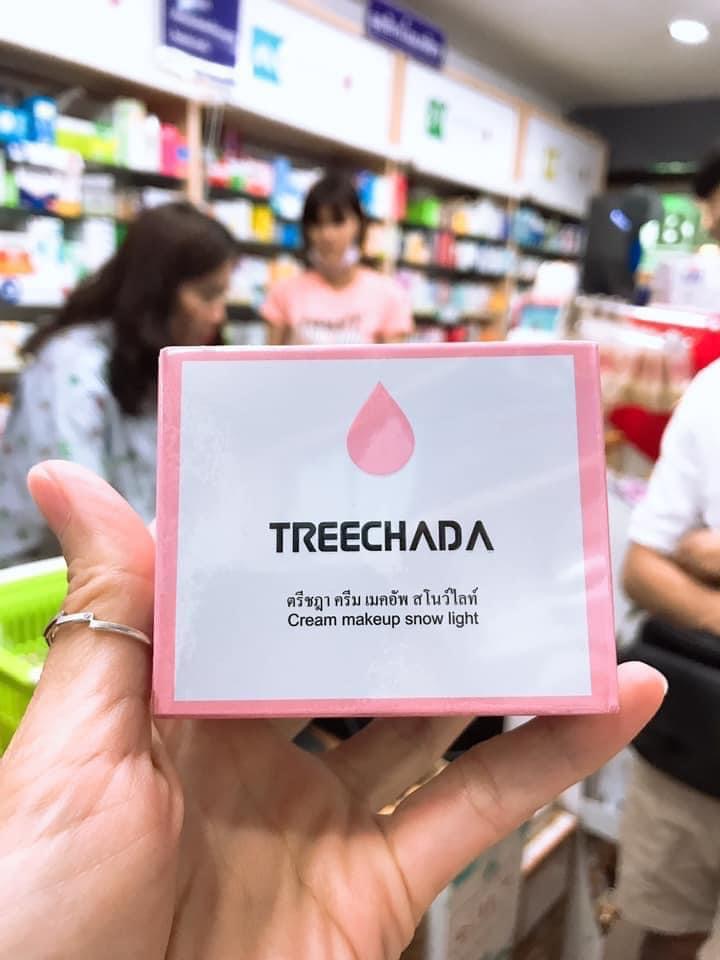 TREECHADA
ตรีชฎา ครีม เมคอัพ สโนว์ไลท์
Cream makeup snow light